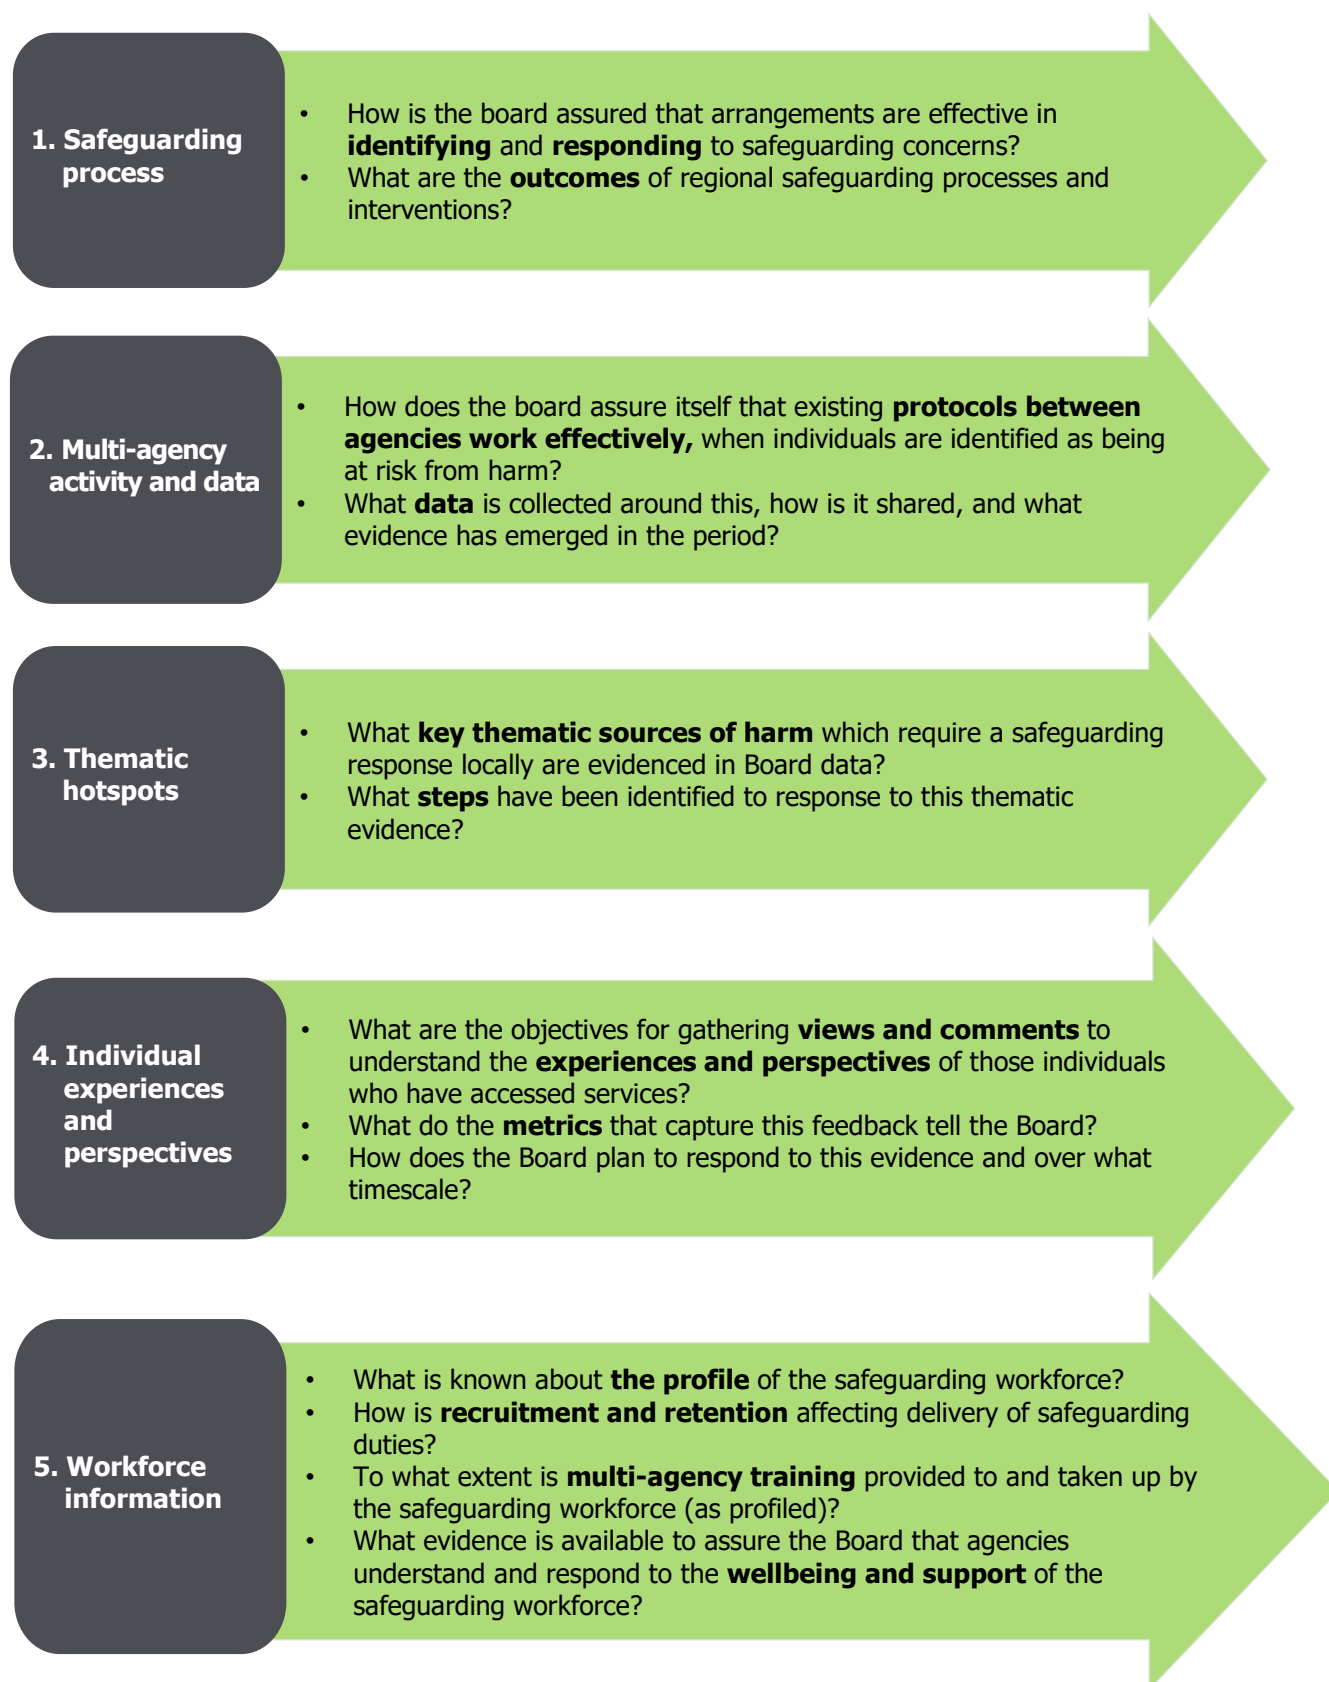 1. Safeguarding
process
• How is the board assured that arrangements are effective in
identifying and responding to safeguarding concerns?
• What are the outcomes of regional safeguarding processes and
interventions?
2. Multi-agency
activity and data
• How does the board assure itself that existing protocols between
agencies work effectively, when individuals are identified as being
at risk from harm?
• What data is collected around this, how is it shared, and what
evidence has emerged in the period?
3. Thematic
hotspots
• What key thematic sources of harm which require a safeguarding
response locally are evidenced in Board data?
• What steps have been identified to response to this thematic
evidence?
4. Individual
experiences
and
perspectives
• What are the objectives for gathering views and comments to
understand the experiences and perspectives of those individuals
who have accessed services?
• What do the metrics that capture this feedback tell the Board?
• How does the Board plan to respond to this evidence and over what
timescale?
5. Workforce
information
• What is known about the profile of the safeguarding workforce?
• How is recruitment and retention affecting delivery of safeguarding
duties?
• To what extent is multi-agency training provided to and taken up by
the safeguarding workforce (as profiled)?
• What evidence is available to assure the Board that agencies
understand and respond to the wellbeing and support of the
safeguarding workforce?